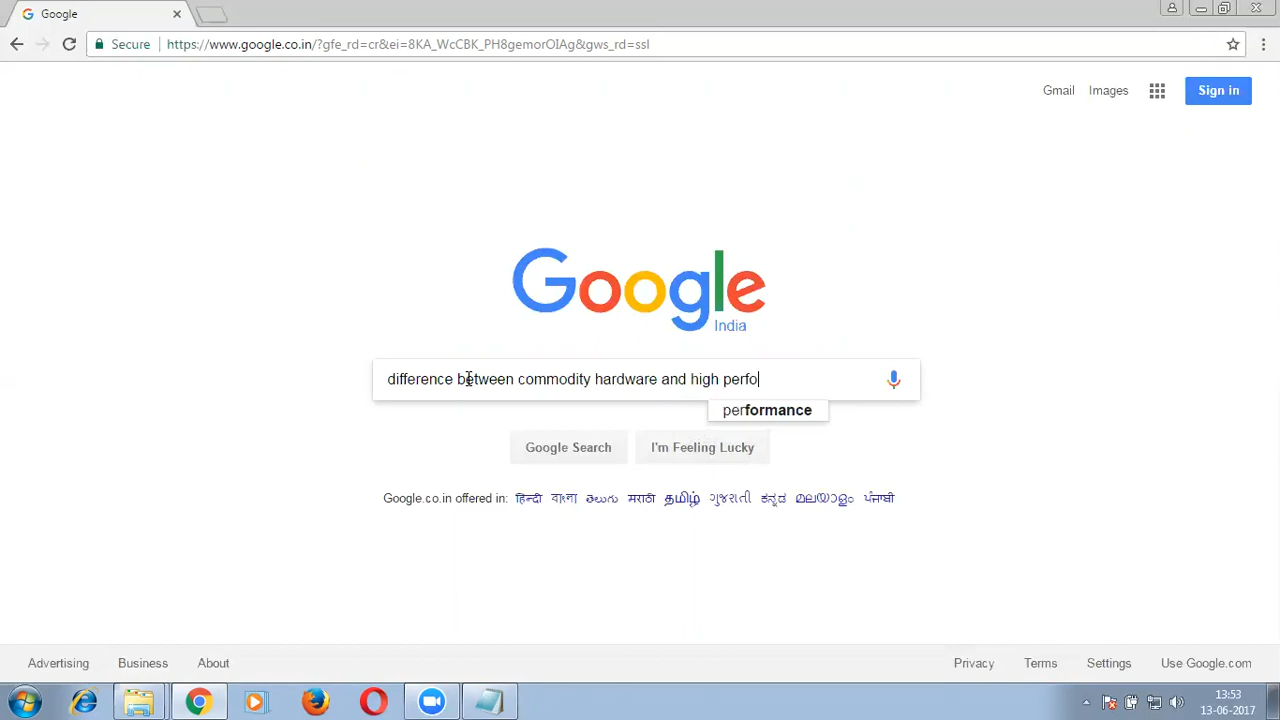 Google
Secure https://www.google.co.in/?gfe_rd=cr&ei=8KA_WcCBK_PH8gemorOIAg&gws_rd=ssl
Gmail Images Sign in
Google
India
difference between commodity hardware and high perfo
performance
Google Search I'm Feeling Lucky
Google.co.in offered in: हिन्दी বাংলা తెలుగు मराठी தமிழ் ગુજરાતી ಕನ್ನಡ മലയാളം ਪੰਜਾਬੀ
Advertising Business About Privacy Terms Settings Use Google.com
13:53
13-06-2017